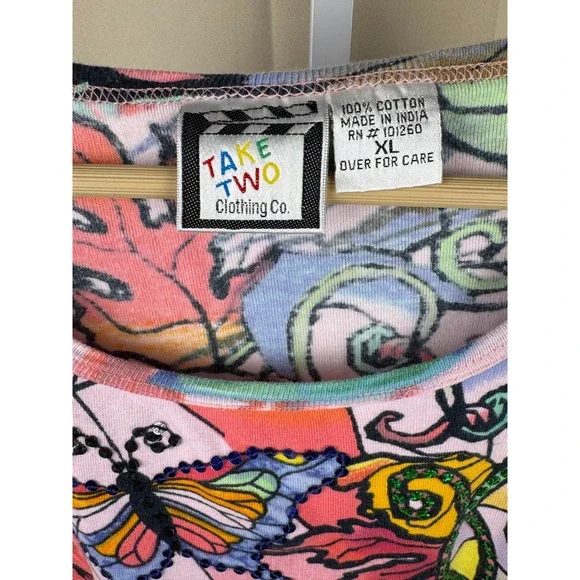 TAKE
TWO
Clothing Co.
100% COTTON
MADE IN INDIA
RN # 101260
XL
OVER FOR CARE